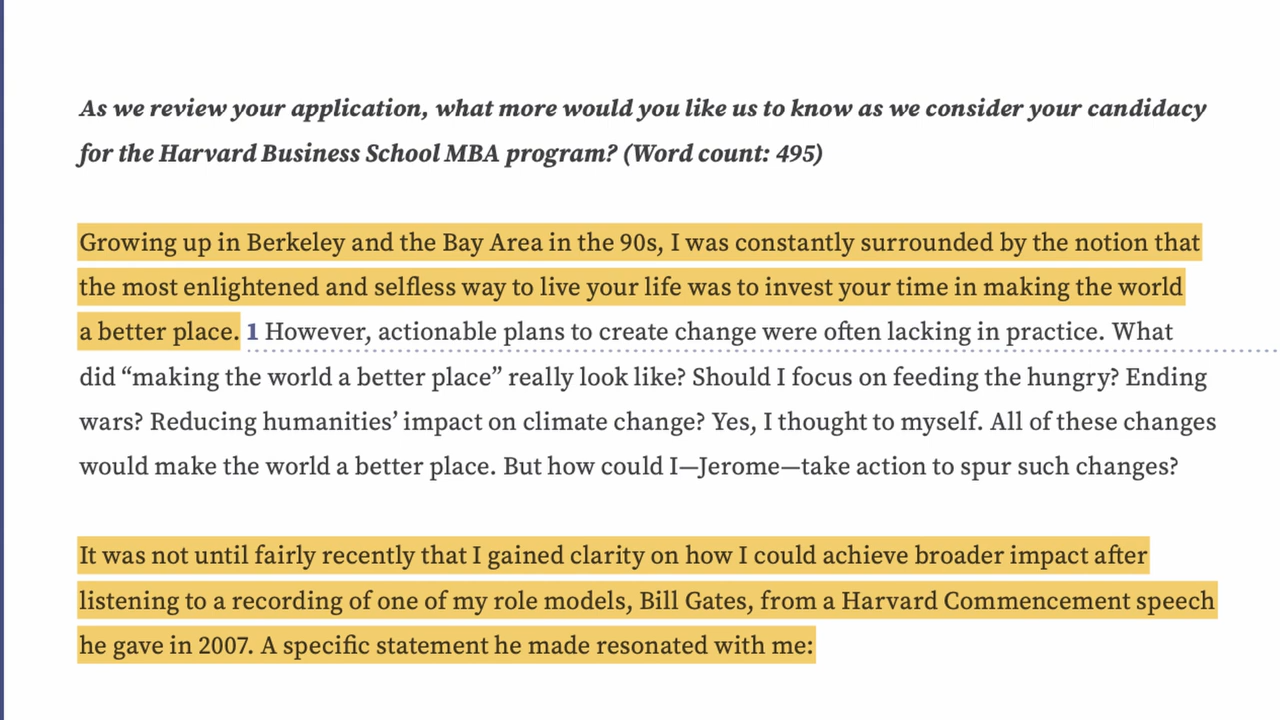 As we review your application, what more would you like us to know as we consider your candidacy
for the Harvard Business School MBA program? (Word count: 495)
Growing up in Berkeley and the Bay Area in the 90s, I was constantly surrounded by the notion that
the most enlightened and selfless way to live your life was to invest your time in making the world
a better place. 1 However, actionable plans to create change were often lacking in practice. What
did “making the world a better place” really look like? Should I focus on feeding the hungry? Ending
wars? Reducing humanities’ impact on climate change? Yes, I thought to myself. All of these changes
would make the world a better place. But how could I—Jerome—take action to spur such changes?
It was not until fairly recently that I gained clarity on how I could achieve broader impact after
listening to a recording of one of my role models, Bill Gates, from a Harvard Commencement speech
he gave in 2007. A specific statement he made resonated with me: